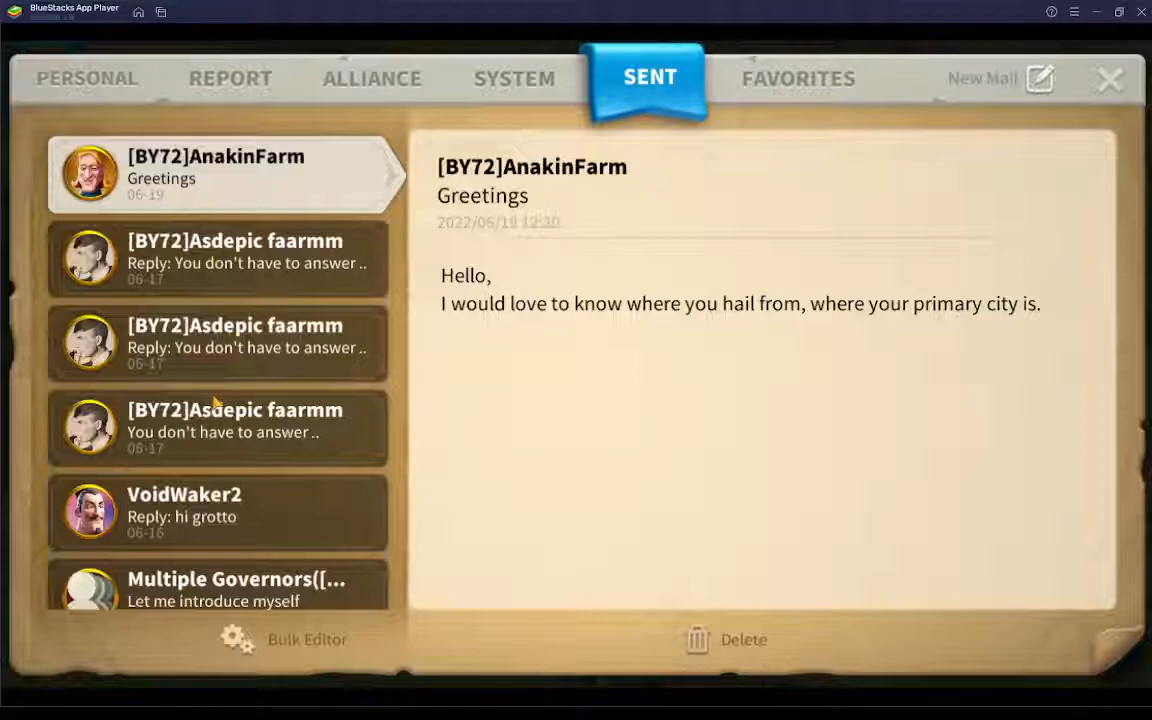 BlueStacks App Player
PERSONAL
REPORT
ALLIANCE
SYSTEM
SENT
FAVORITES
New Mail
[BY72]AnakinFarm
Greetings
06-19
[BY72]Asdepic faarmm
Reply: You don't have to answer ..
06-17
[BY72]Asdepic faarmm
Reply: You don't have to answer ..
06-17
[BY72]Asdepic faarmm
You don't have to answer ..
06-17
VoidWaker2
Reply: hi grotto
06-16
Multiple Governors([...
Let me introduce myself
Bulk Editor
[BY72]AnakinFarm
Greetings
Hello,
I would love to know where you hail from, where your primary city is.
Delete